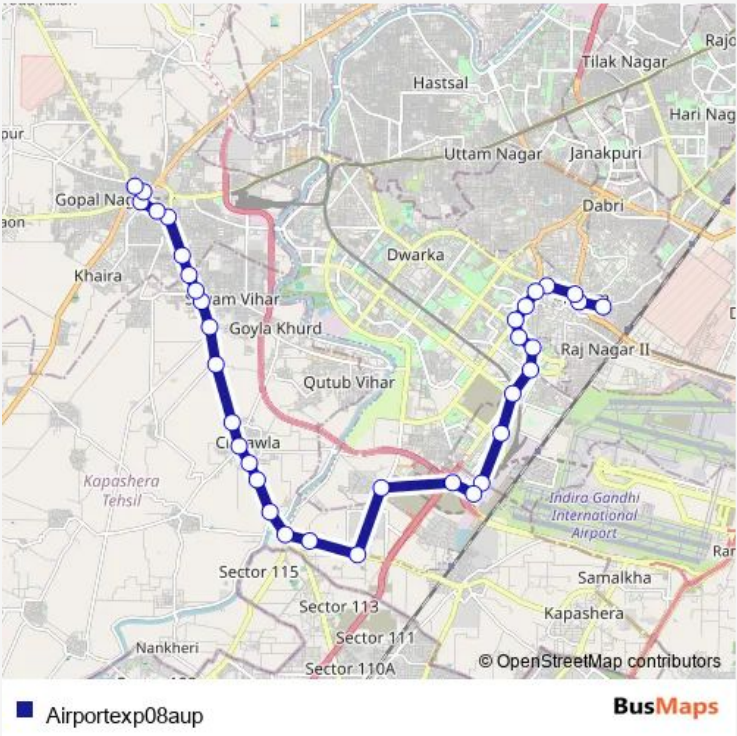 Hastsal
Tilak Nagar
Hari Nag
pur
Uttam Nagar
Janakpuri
Gopal Nag
Dabri
aon
Dwarka
Khaira
Goyla Khurd
Qutub Vihar
Raj Nagar II
Kapashera
Tehsil
Indira Gandhi
International
Airport
Sector 115
Samalkha
Sector 113
Kapashera
Sector 111
Nankheri
Sector 110A
© OpenStreetMap contributors
Airportexp08aup
BusMaps